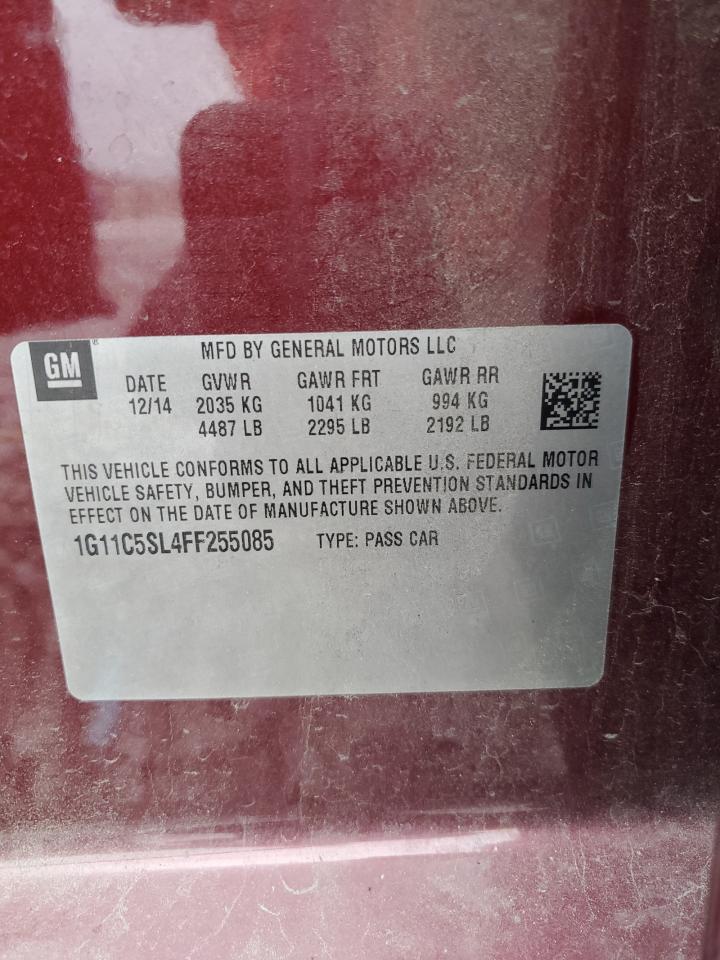 GM
MFD BY GENERAL MOTORS LLC
DATE GVWR GAWR FRT GAWR RR
12/14 2035 KG 1041 KG 994 KG
4487 LB 2295 LB 2192 LB
THIS VEHICLE CONFORMS TO ALL APPLICABLE U.S. FEDERAL MOTOR
VEHICLE SAFETY, BUMPER, AND THEFT PREVENTION STANDARDS IN
EFFECT ON THE DATE OF MANUFACTURE SHOWN ABOVE.
1G11C5SL4FF255085 TYPE: PASS CAR